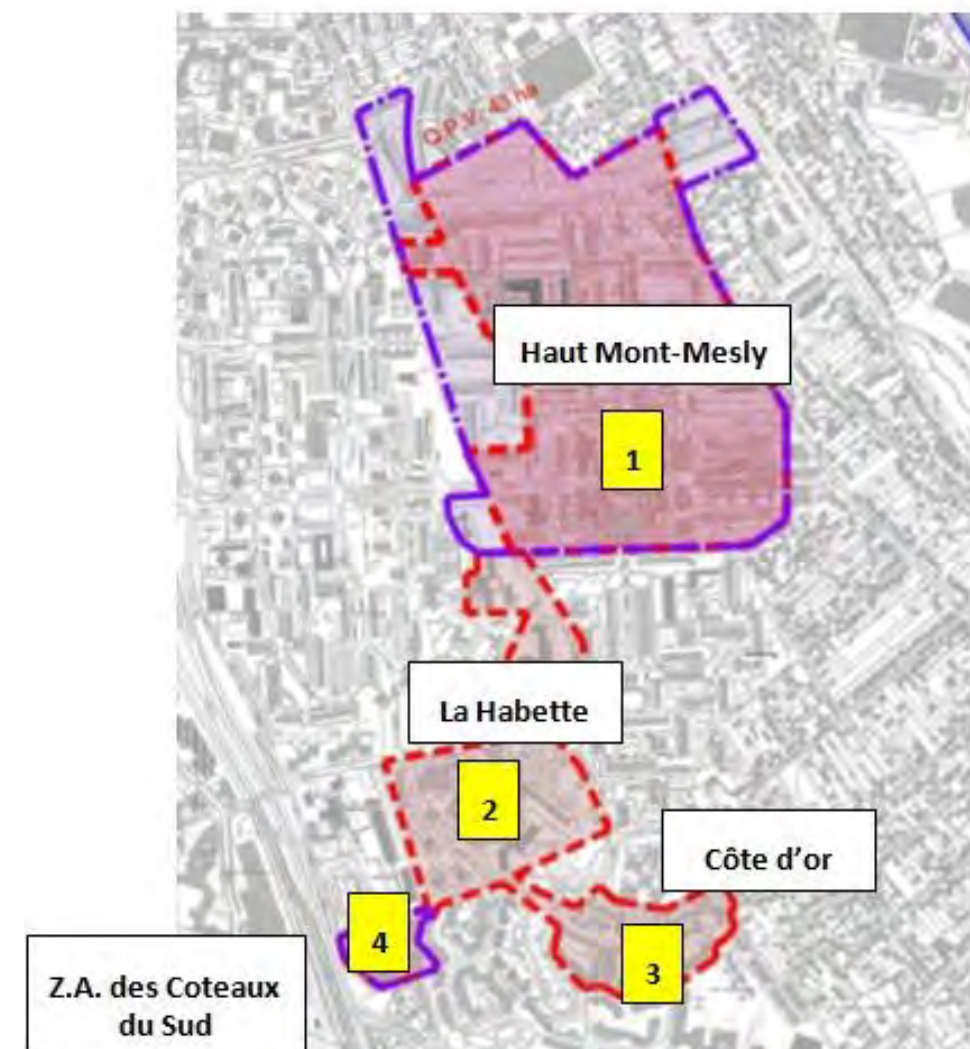 Q.P.V. 43 ha
Haut Mont-Mesly
1
La Habette
2
Côte d'or
4
3
Z.A. des Coteaux
du Sud